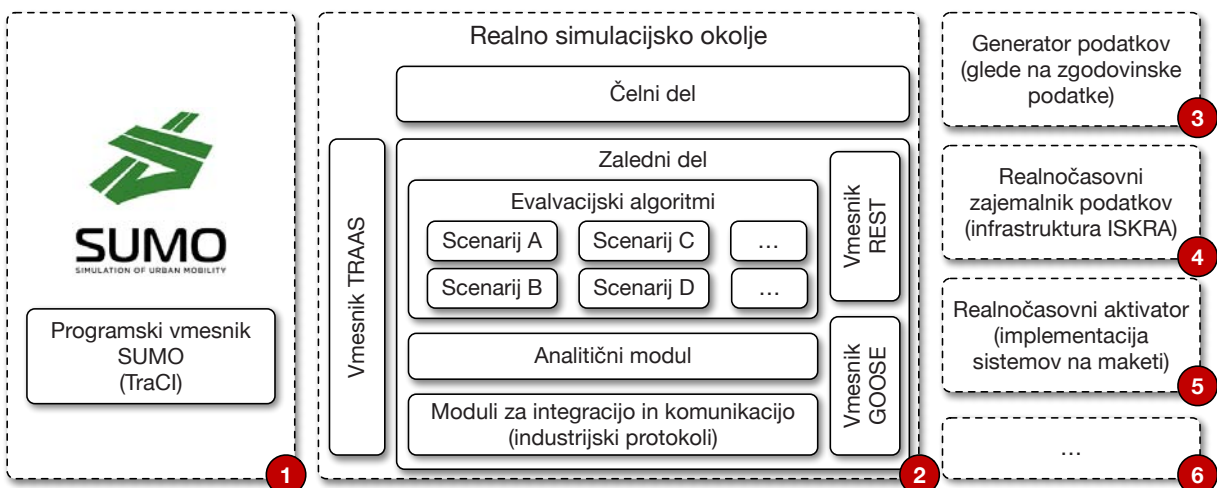 SUMO
SIMULATION OF URBAN MOBILITY
Programski vmesnik
SUMO
(TraCI)
1
Realno simulacijsko okolje
Čelni del
Vmesnik TRAAS
Zaledni del
Evalvacijski algoritmi
Scenarij A
Scenarij C
...
Scenarij B
Scenarij D
...
Vmesnik
REST
Analitični modul
Moduli za integracijo in komunikacijo
(industrijski protokoli)
Vmesnik
GOOSE
2
Generator podatkov
(glede na zgodovinske
podatke)
3
Realnočasovni
zajemalnik podatkov
(infrastruktura ISKRA)
4
Realnočasovni aktivator
(implementacija
sistemov na maketi)
5
...
6